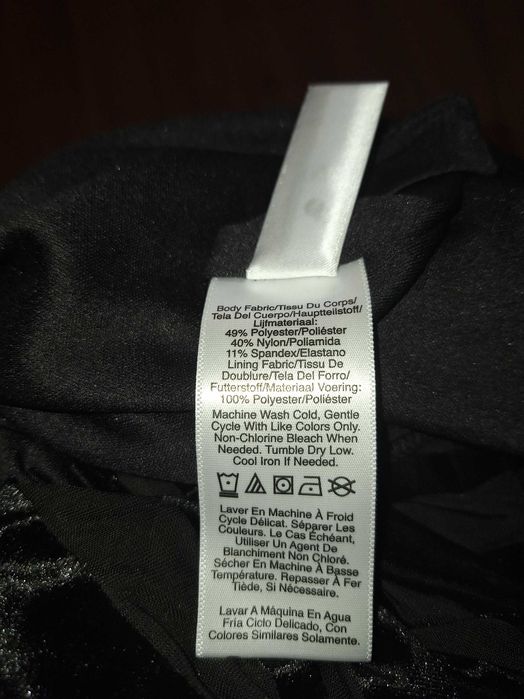 Body Fabric/Tissu Du Corps/
Tela Del Cuerpo/Hauptteilstoff/
Lijfmateriaal:
49% Polyester/Poliéster
40% Nylon/Poliamida
11% Spandex/Elastano
Lining Fabric/Tissu De
Doublure/Tela Del Forro/
Futterstoff/Materiaal Voering:
100% Polyester/Poliéster
Machine Wash Cold, Gentle
Cycle With Like Colors Only.
Non-Chlorine Bleach When
Needed. Tumble Dry Low.
Cool Iron If Needed.
Laver En Machine À Froid
Cycle Délicat. Séparer Les
Couleurs. Le Cas Échéant,
Utiliser Un Agent De
Blanchiment Non Chloré.
Sécher En Machine À Basse
Température. Repasser À Fer
Tiède, Si Nécessaire.
Lavar A Máquina En Agua
Fría Ciclo Delicado, Con
Colores Similares Solamente.